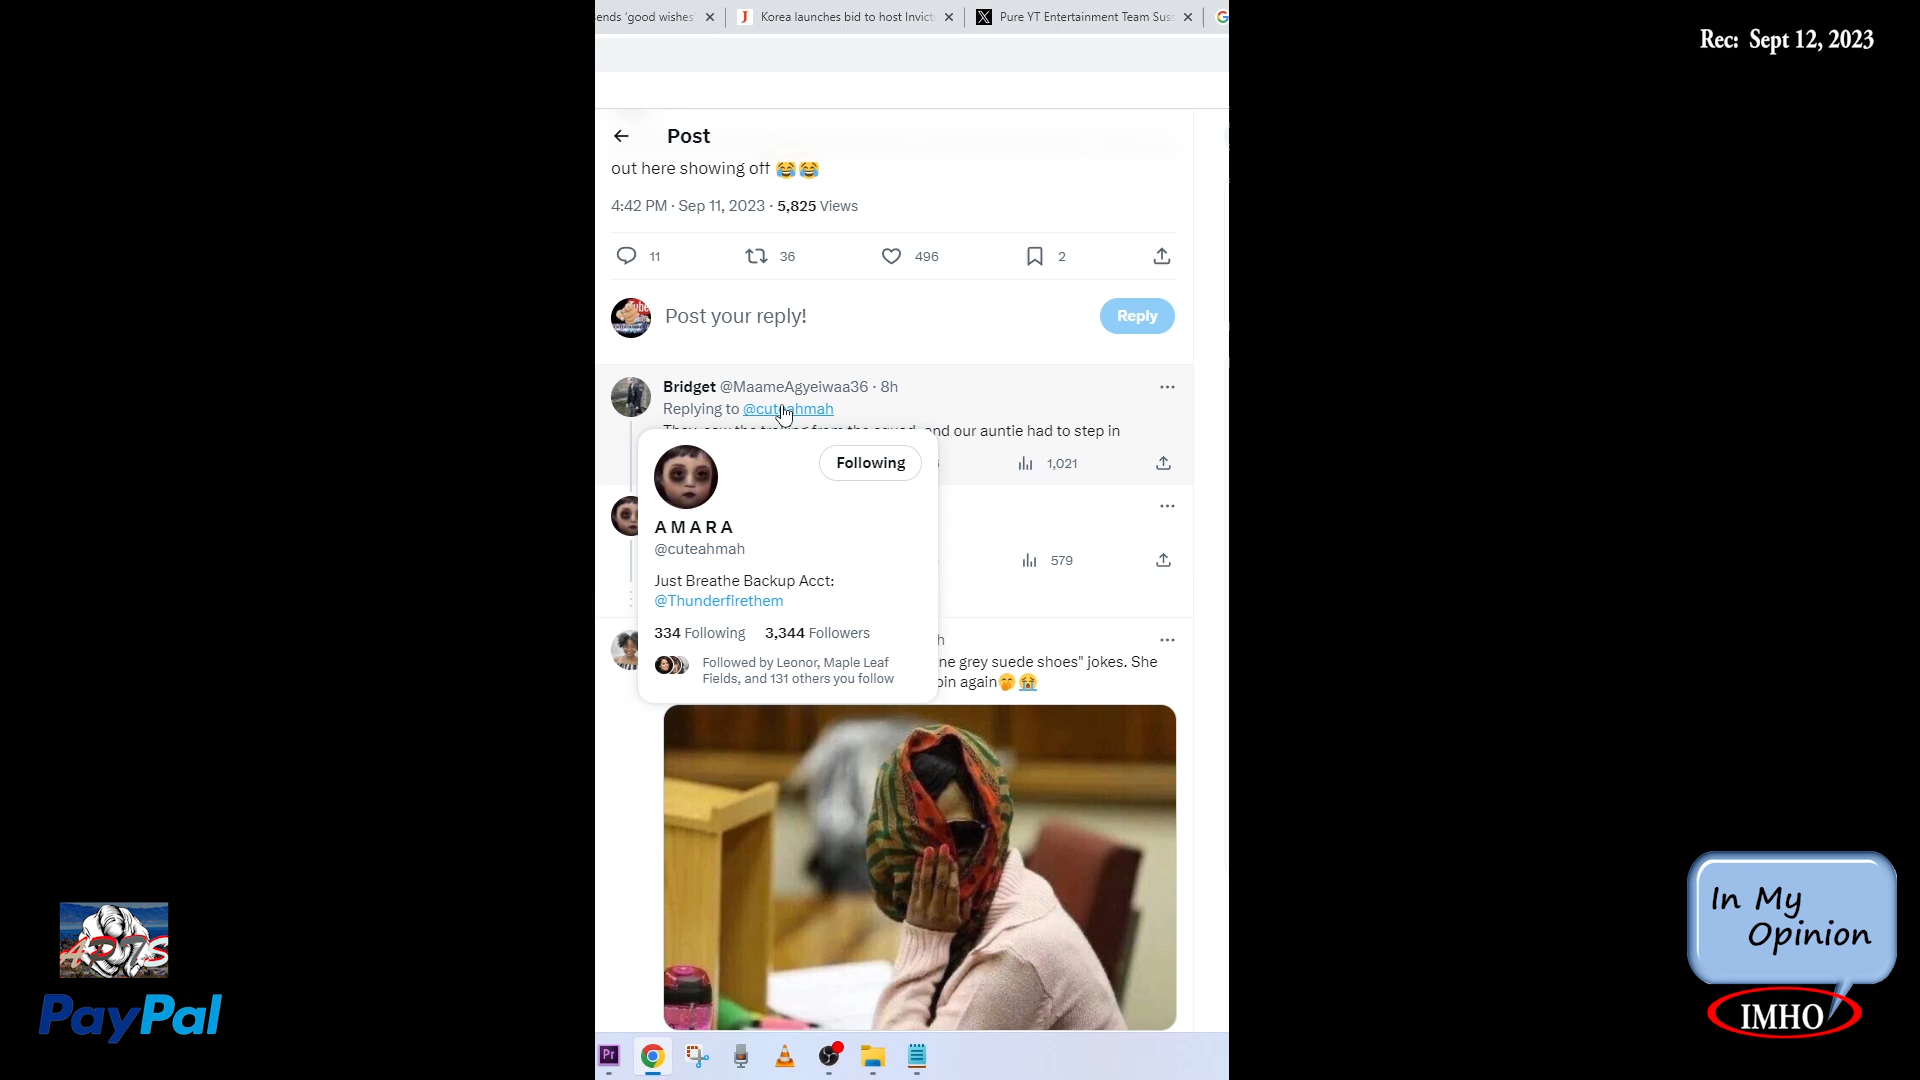 ends 'good wishes'
Korea launches bid to host Invict
Pure YT Entertainment Team Sus
Rec: Sept 12, 2023
Post
out here showing off 😂😂
4:42 PM · Sep 11, 2023 · 5,825 Views
11
36
496
2
Post your reply!
Reply
Bridget @MaameAgyeiwaa36 · 8h
Replying to @cuteahmah
and our auntie had to step in
1,021
Following
A M A R A
@cuteahmah
579
Just Breathe Backup Acct:
@Thunderfirethem
334 Following 3,344 Followers
Followed by Leonor, Maple Leaf
Fields, and 131 others you follow
h
ne grey suede shoes" jokes. She
again🤭😭
PayPal
In My
Opinion
IMHO
Pr